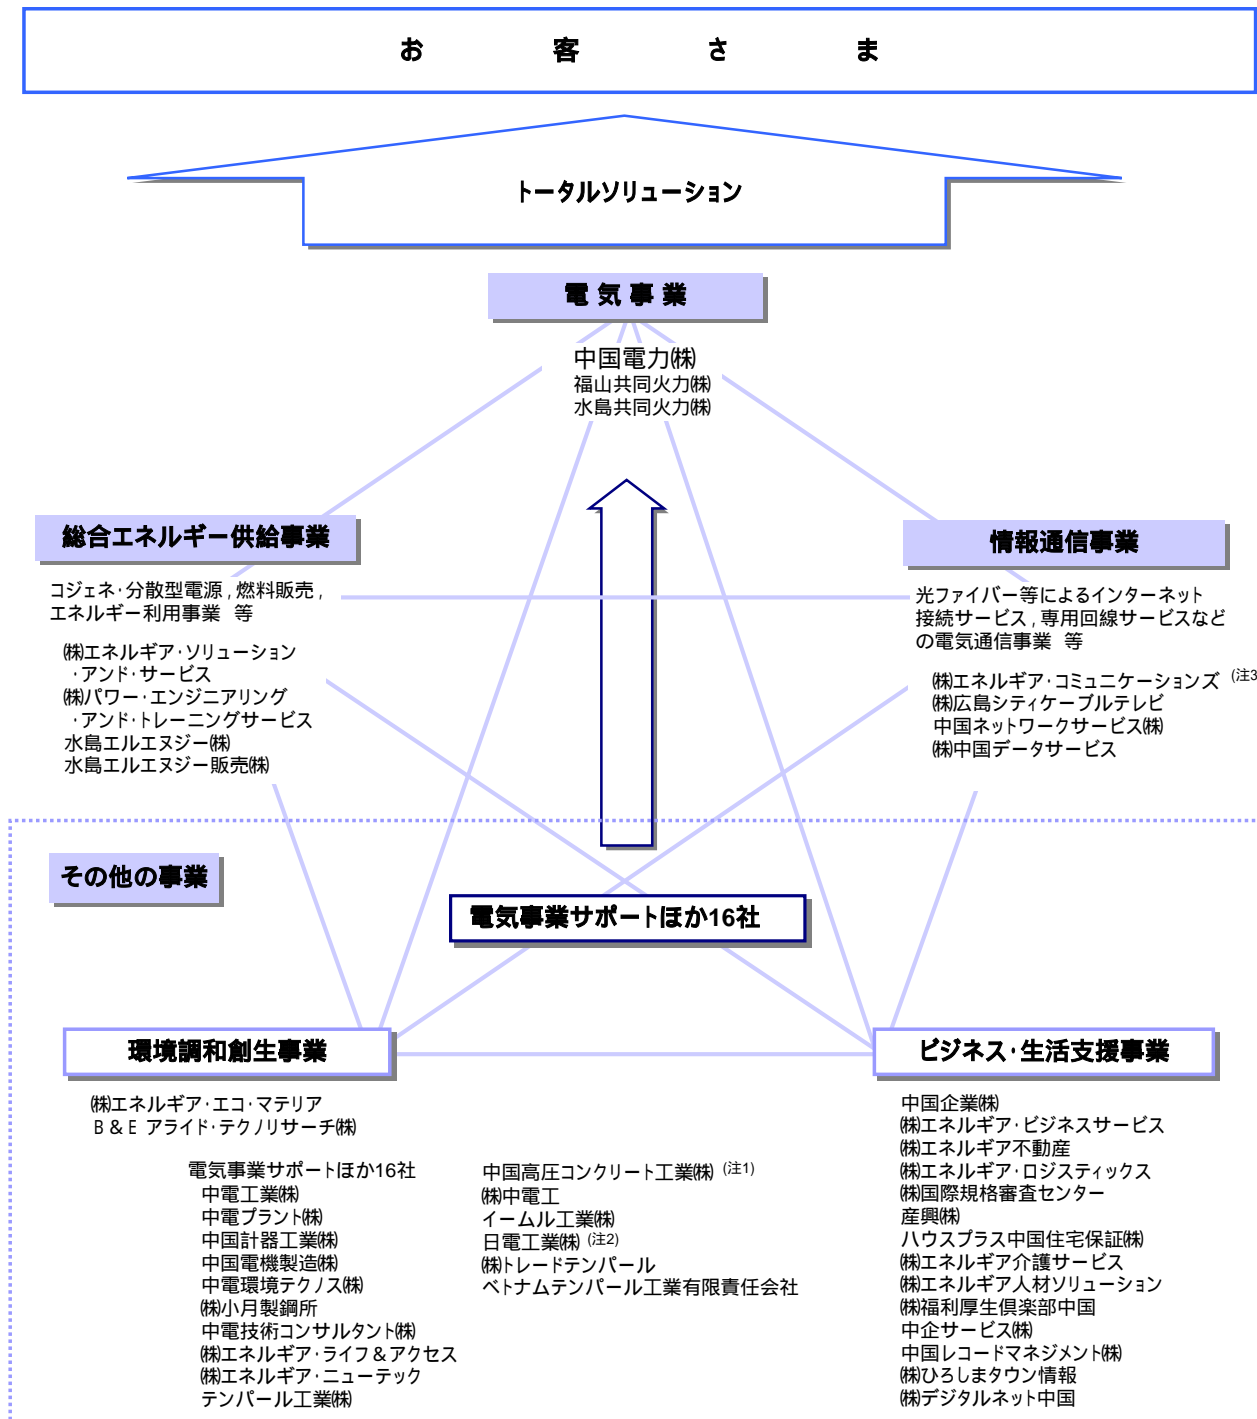 お客さま
トータルソリューション
電気事業
中国電力㈱
福山共同火力㈱
水島共同火力㈱
総合エネルギー供給事業
コジェネ・分散型電源，燃料販売，
エネルギー利用事業 等
㈱エネルギア・ソリューション
・アンド・サービス
㈱パワー・エンジニアリング
・アンド・トレーニングサービス
水島エルエヌジー㈱
水島エルエヌジー販売㈱
情報通信事業
光ファイバー等によるインターネット
接続サービス，専用回線サービスなど
の電気通信事業 等
㈱エネルギア・コミュニケーションズ (注3
㈱広島シティケーブルテレビ
中国ネットワークサービス㈱
㈱中国データサービス
その他の事業
電気事業サポートほか16社
環境調和創生事業
㈱エネルギア・エコ・マテリア
B＆E アライド・テクノリサーチ㈱
電気事業サポートほか16社
中電工業㈱
中電プラント㈱
中国計器工業㈱
中国電機製造㈱
中電環境テクノス㈱
㈱小月製鋼所
中電技術コンサルタント㈱
㈱エネルギア・ライフ＆アクセス
㈱エネルギア・ニューテック
テンパール工業㈱
中国高圧コンクリート工業㈱ (注1)
㈱中電工
イームル工業㈱
日電工業㈱ (注2)
㈱トレードテンパール
ベトナムテンパール工業有限責任会社
ビジネス・生活支援事業
中国企業㈱
㈱エネルギア・ビジネスサービス
㈱エネルギア不動産
㈱エネルギア・ロジスティックス
㈱国際規格審査センター
産興㈱
ハウスプラス中国住宅保証㈱
㈱エネルギア介護サービス
㈱エネルギア人材ソリューション
㈱福利厚生倶楽部中国
中企サービス㈱
中国レコードマネジメント㈱
㈱ひろしまタウン情報
㈱デジタルネット中国